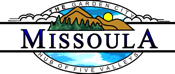 THE GARDEN CITY
MISSOULA
HUB OF FIVE VALLEYS